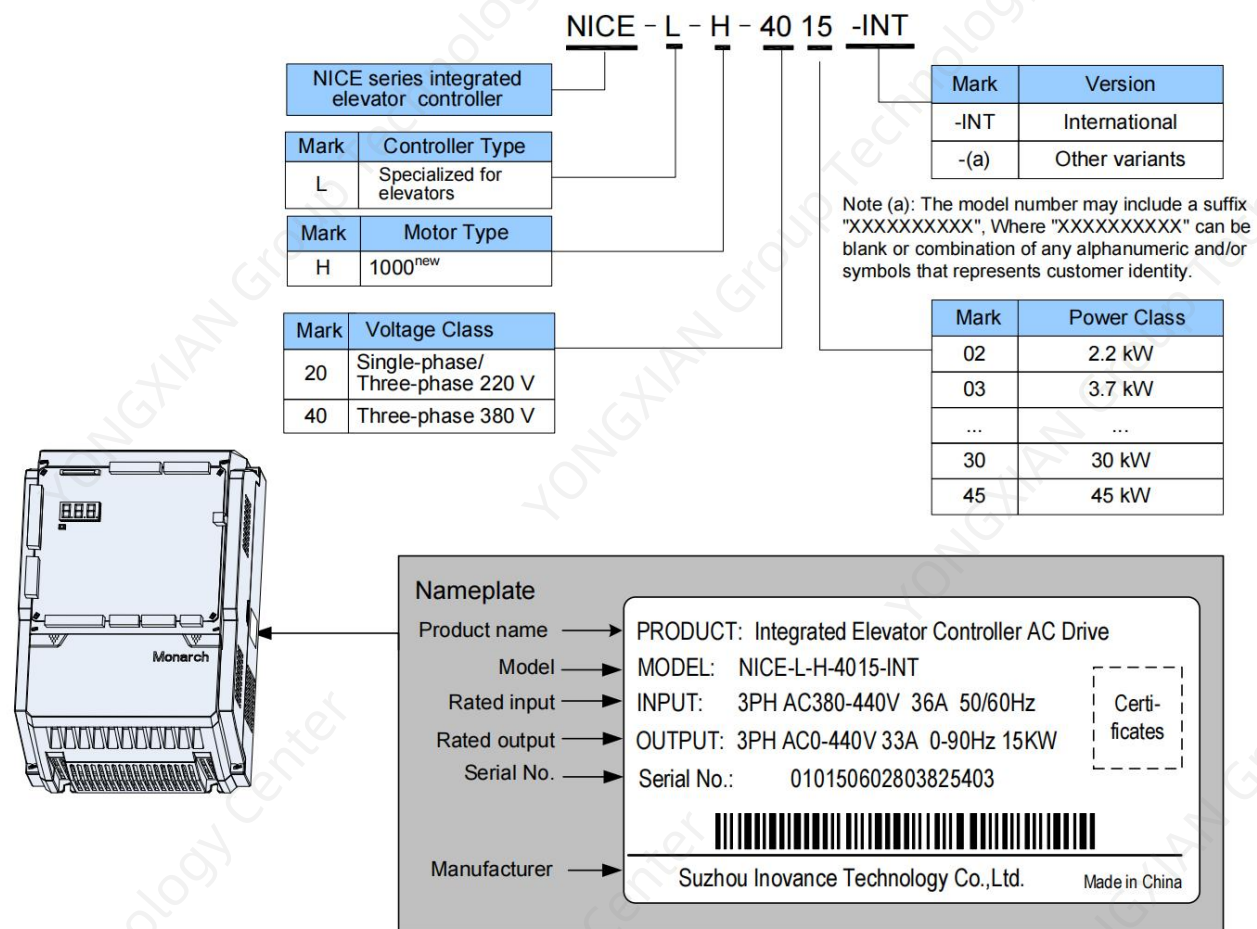 NICE - L - H - 40 15 -INT
NICE series integrated
elevator controller
Mark Controller Type
L Specialized for
elevators
Mark Motor Type
H 1000new
Mark Voltage Class
20 Single-phase/
Three-phase 220 V
40 Three-phase 380 V
Mark Version
-INT International
-(a) Other variants
Note (a): The model number may include a suffix
"XXXXXXXXXX", Where "XXXXXXXXXX" can be
blank or combination of any alphanumeric and/or
symbols that represents customer identity.
Mark Power Class
02 2.2 kW
03 3.7 kW
... ...
30 30 kW
45 45 kW
Monarch
Nameplate
Product name PRODUCT: Integrated Elevator Controller AC Drive
Model MODEL: NICE-L-H-4015-INT
Rated input INPUT: 3PH AC380-440V 36A 50/60Hz
Rated output OUTPUT: 3PH AC0-440V 33A 0-90Hz 15KW
Serial No. Serial No.: 010150602803825403
Certi-
ficates
Manufacturer Suzhou Inovance Technology Co.,Ltd. Made in China
YONGXIAN Group Technology Center